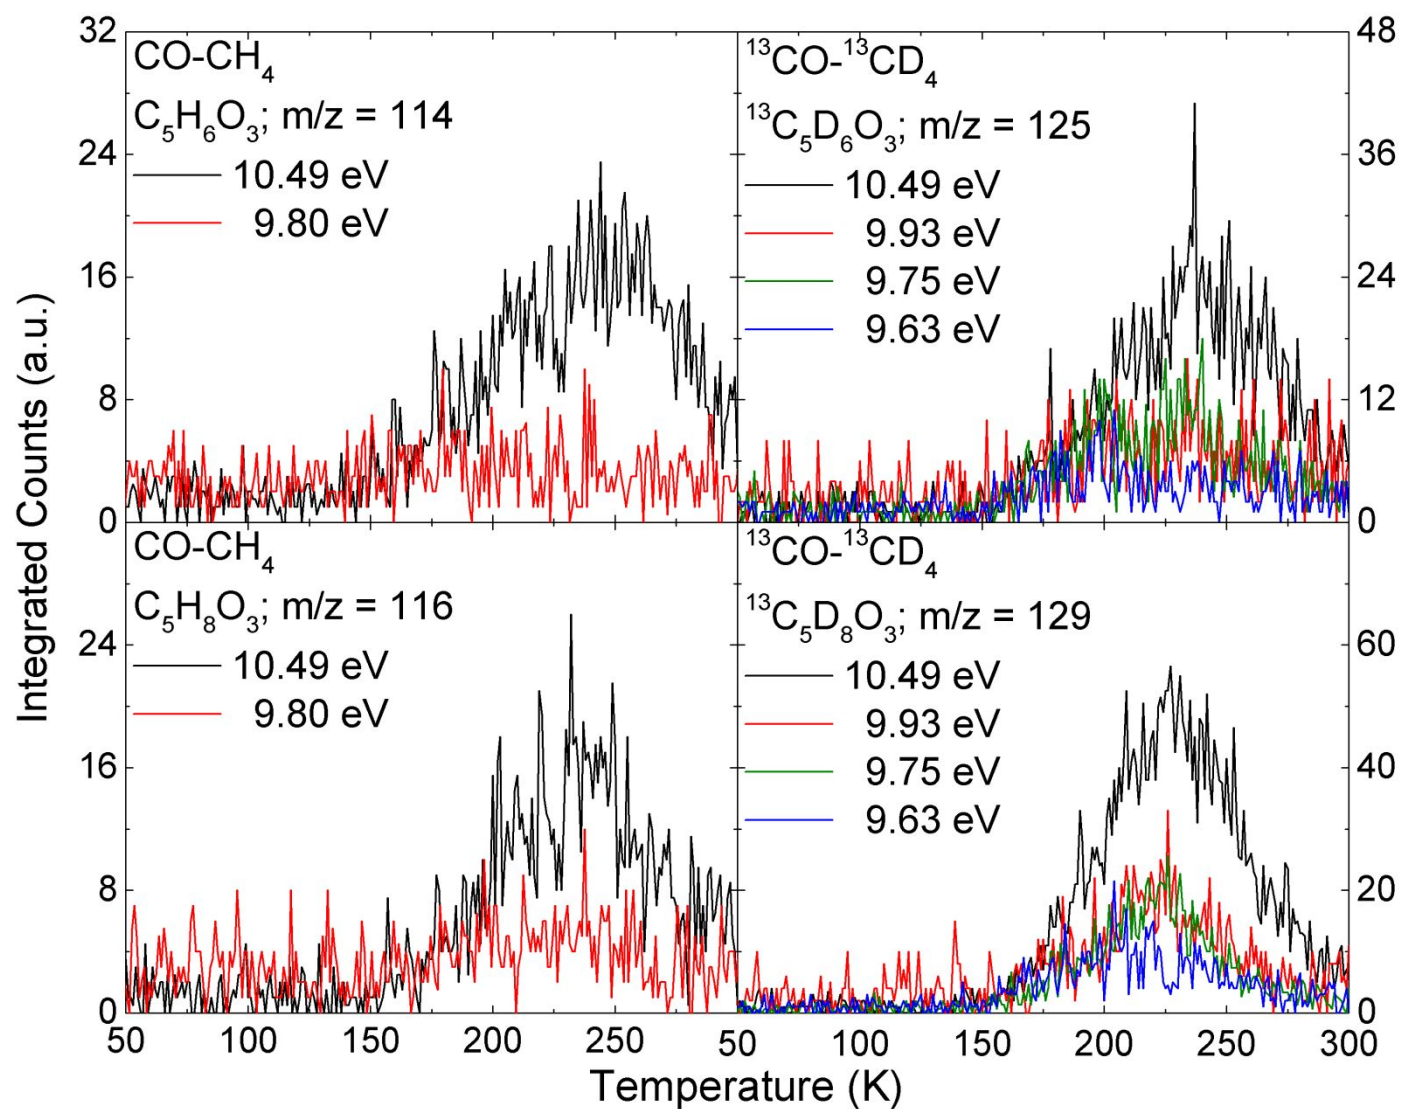 32
24
16
8
0
CO-CH₄
C₅H₆O₃; m/z = 114
10.49 eV
9.80 eV
¹³CO-¹³CD₄
¹³C₅D₆O₃; m/z = 125
10.49 eV
9.93 eV
9.75 eV
9.63 eV
48
36
24
12
0
Integrated Counts (a.u.)
24
16
8
0
CO-CH₄
C₅H₈O₃; m/z = 116
10.49 eV
9.80 eV
¹³CO-¹³CD₄
¹³C₅D₈O₃; m/z = 129
10.49 eV
9.93 eV
9.75 eV
9.63 eV
60
40
20
0
50 100 150 200 250 50 100 150 200 250 300
Temperature (K)